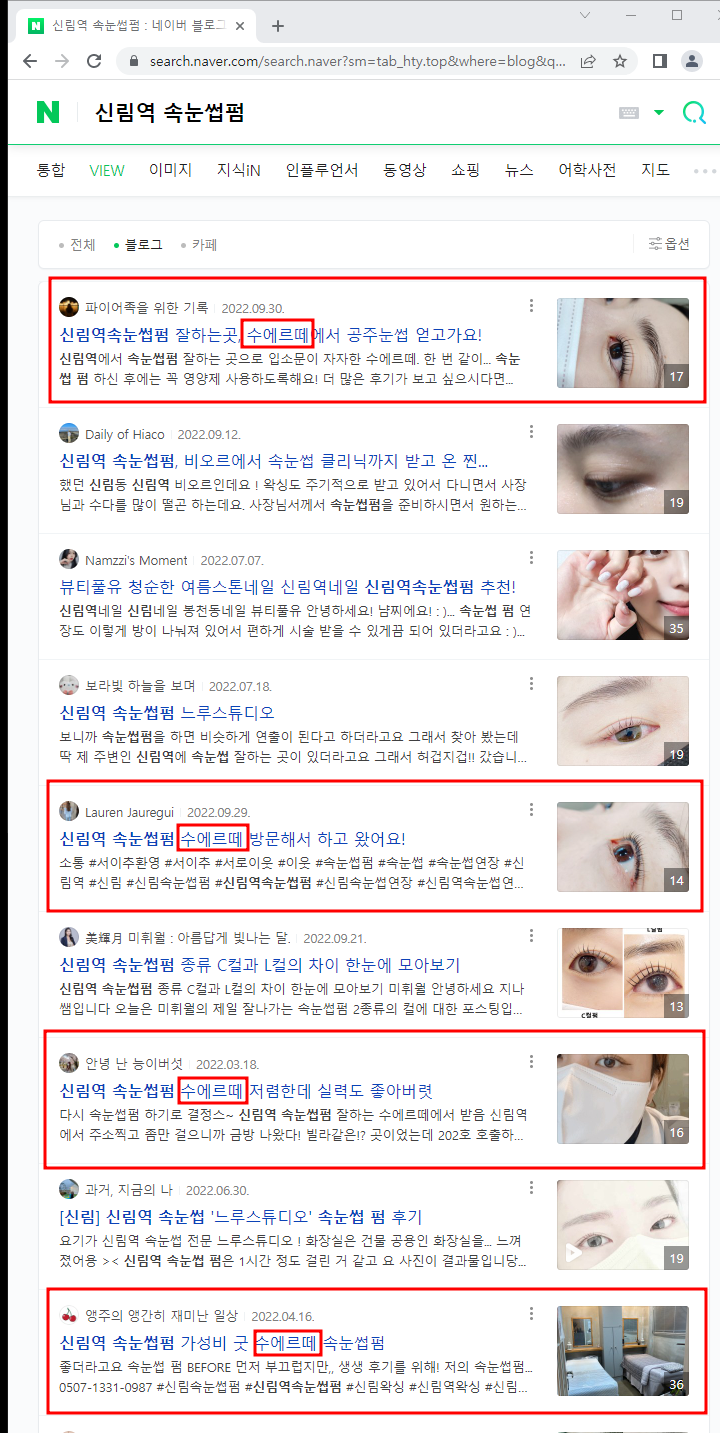 신림역 속눈썹펌 : 네이버 블로그
search.naver.com/search.naver?sm=tab_hty.top&where=blog&q...
N 신림역 속눈썹펌
통합 VIEW 이미지 지식iN 인플루언서 동영상 쇼핑 뉴스 어학사전 지도
전체 블로그 카페 옵션
파이어족을 위한 기록 2022.09.30.
신림역속눈썹펌 잘하는곳, 수에르떼에서 공주눈썹 얻고가요!
신림역에서 속눈썹펌 잘하는 곳으로 입소문이 자자한 수에르떼. 한 번 같이... 속눈
썹 펌 하신 후에는 꼭 영양제 사용하도록해요! 더 많은 후기가 보고 싶으시다면...
17
Daily of Hiaco 2022.09.12.
신림역 속눈썹펌, 비오르에서 속눈썹 클리닉까지 받고 온 찐...
했던 신림동 신림역 비오르인데요 ! 왁싱도 주기적으로 받고 있어서 다니면서 사장
님과 수다를 많이 떨곤 하는데요. 사장님서께서 속눈썹펌을 준비하시면서 원하는...
19
Namzzi's Moment 2022.07.07.
뷰티풀유 청순한 여름스톤네일 신림역네일 신림역속눈썹펌 추천!
신림역네일 신림네일 봉천동네일 뷰티풀유 안녕하세요! 냠찌에요! : )... 속눈썹 펌 연
장도 이렇게 방이 나눠져 있어서 편하게 시술 받을 수 있게끔 되어 있더라고요 : )...
35
보라빛 하늘을 보며 2022.07.18.
신림역 속눈썹펌 느루스튜디오
보니까 속눈썹펌을 하면 비슷하게 연출이 된다고 하더라고요 그래서 찾아 봤는데
딱 제 주변인 신림역에 속눈썹 잘하는 곳이 있더라고요 그래서 허겁지겁!! 갔습니...
19
Lauren Jauregui 2022.09.29.
신림역 속눈썹펌 수에르떼 방문해서 하고 왔어요!
소통 #서이추환영 #서이추 #서로이웃 #이웃 #속눈썹펌 #속눈썹 #속눈썹연장 #신
림역 #신림 #신림속눈썹펌 #신림역속눈썹펌 #신림속눈썹연장 #신림역속눈썹연...
14
美輝月 미휘월 : 아름답게 빛나는 달. 2022.09.21.
신림역 속눈썹펌 종류 C컬과 L컬의 차이 한눈에 모아보기
신림역 속눈썹펌 종류 C컬과 L컬의 차이 한눈에 모아보기 미휘월 안녕하세요 지나
쌤입니다 오늘은 미휘월의 제일 잘나가는 속눈썹펌 2종류의 컬에 대한 포스팅입...
L컬펌
C컬펌
13
안녕 난 능이버섯 2022.03.18.
신림역 속눈썹펌 수에르떼 저렴한데 실력도 좋아버렷
다시 속눈썹펌 하기로 결정스~ 신림역 속눈썹펌 잘하는 수에르떼에서 받음 신림역
에서 주소찍고 좀만 걸으니까 금방 나왔다! 빌라같은!? 곳이었는데 202호 호출하...
16
과거, 지금의 나 2022.06.30.
[신림] 신림역 속눈썹 '느루스튜디오' 속눈썹 펌 후기
요기가 신림역 속눈썹 전문 느루스튜디오 ! 화장실은 건물 공용인 화장실을... 느껴
졌어용 >< 신림역 속눈썹 펌은 1시간 정도 걸린 거 같고 요 사진이 결과물입니당...
19
앵주의 앵간히 재미난 일상 2022.04.16.
신림역 속눈썹펌 가성비 굿 수에르떼 속눈썹펌
좋더라고요 속눈썹 펌 BEFORE 먼저 부끄럽지만,, 생생 후기를 위해! 저의 속눈썹펌...
0507-1331-0987 #신림속눈썹펌 #신림역속눈썹펌 #신림왁싱 #신림역왁싱 #신림...
36